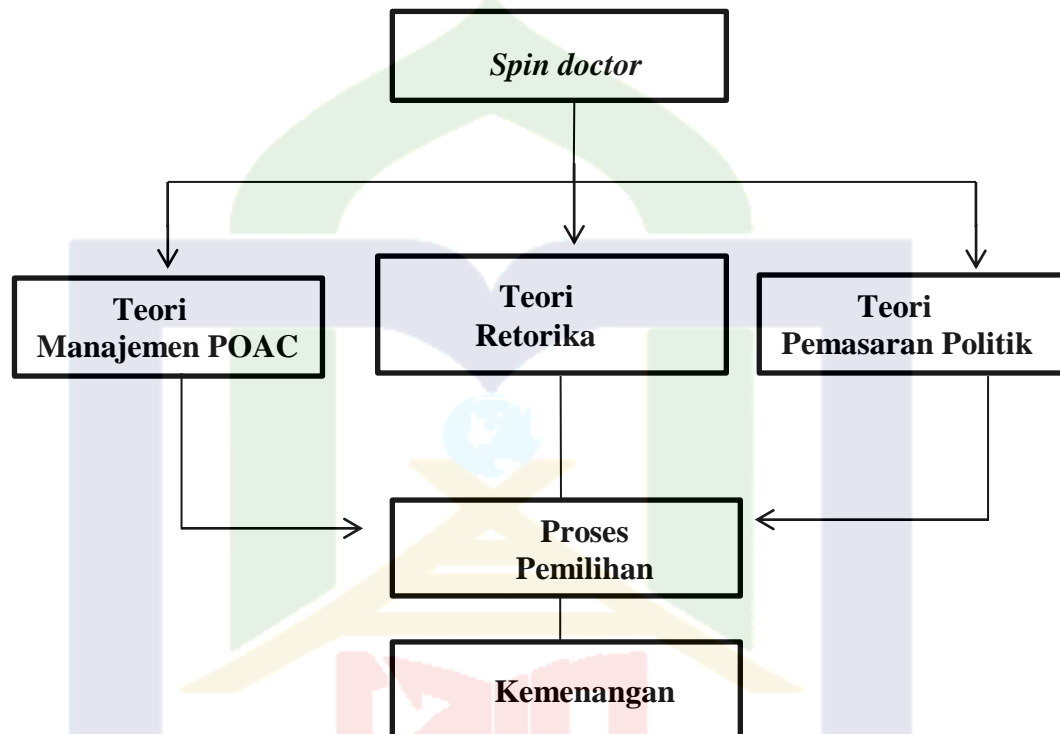 Spin doctor
Teori
Manajemen POAC
Teori
Retorika
Teori
Pemasaran Politik
Proses
Pemilihan
Kemenangan